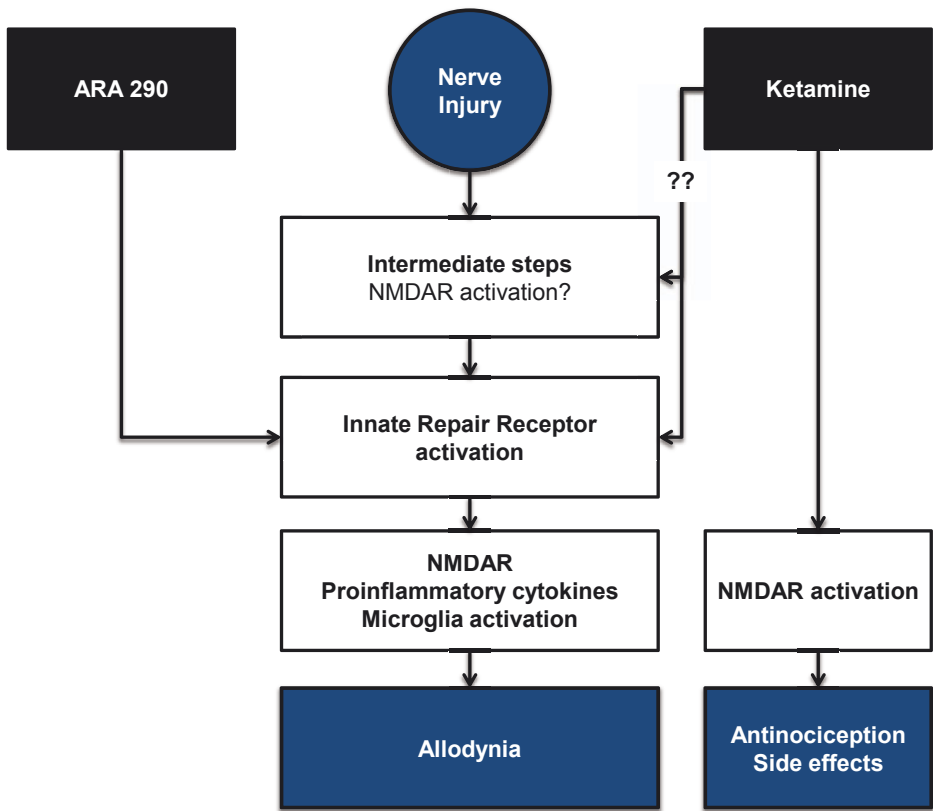 ARA 290
Nerve
Injury
Ketamine
??
Intermediate steps
NMDAR activation?
Innate Repair Receptor
activation
NMDAR
Proinflammatory cytokines
Microglia activation
NMDAR activation
Allodynia
Antinociception
Side effects